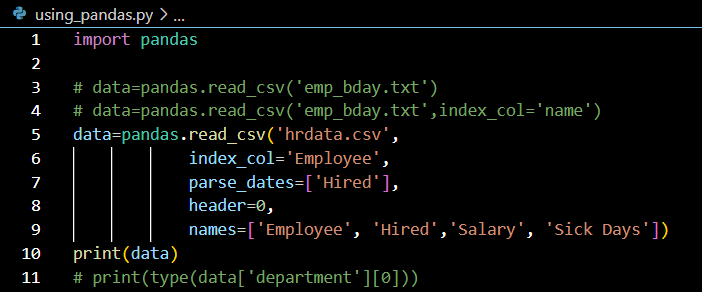 using_pandas.py > ...
1 import pandas
2
3 # data=pandas.read_csv('emp_bday.txt')
4 # data=pandas.read_csv('emp_bday.txt',index_col='name')
5 data=pandas.read_csv('hrdata.csv',
6 index_col='Employee',
7 parse_dates=['Hired'],
8 header=0,
9 names=['Employee', 'Hired','Salary', 'Sick Days'])
10 print(data)
11 # print(type(data['department'][0]))